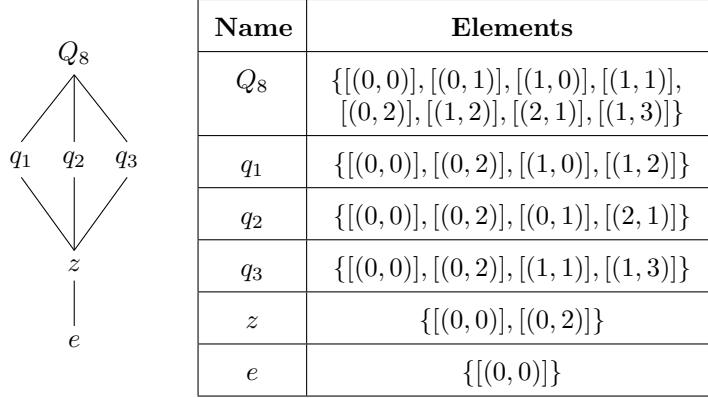 Q₈
q₁ q₂ q₃
z
e
Name Elements
Q₈ {[(0, 0)], [(0, 1)], [(1, 0)], [(1, 1)],
[(0, 2)], [(1, 2)], [(2, 1)], [(1, 3)]}
q₁ {[(0, 0)], [(0, 2)], [(1, 0)], [(1, 2)]}
q₂ {[(0, 0)], [(0, 2)], [(0, 1)], [(2, 1)]}
q₃ {[(0, 0)], [(0, 2)], [(1, 1)], [(1, 3)]}
z {[(0, 0)], [(0, 2)]}
e {[(0, 0)]}